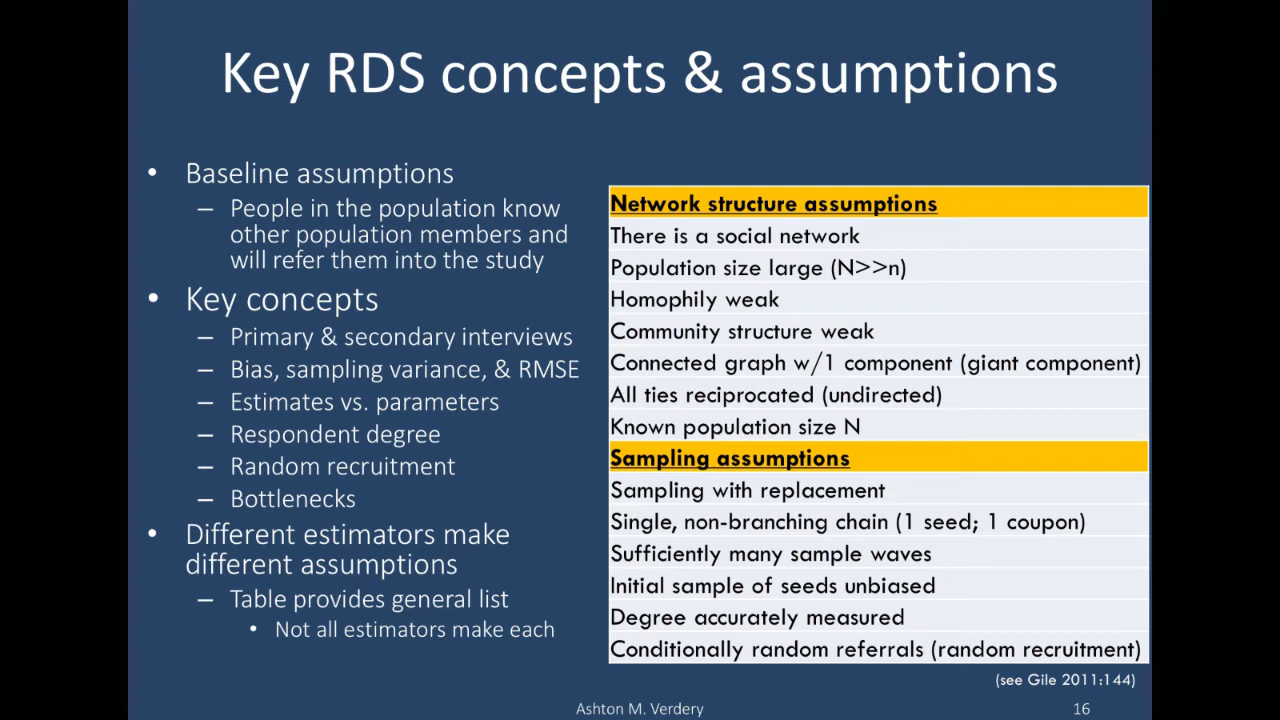 Key RDS concepts & assumptions
• Baseline assumptions
– People in the population know
other population members and
will refer them into the study
• Key concepts
– Primary & secondary interviews
– Bias, sampling variance, & RMSE
– Estimates vs. parameters
– Respondent degree
– Random recruitment
– Bottlenecks
• Different estimators make
different assumptions
– Table provides general list
• Not all estimators make each
Network structure assumptions
There is a social network
Population size large (N>>n)
Homophily weak
Community structure weak
Connected graph w/1 component (giant component)
All ties reciprocated (undirected)
Known population size N
Sampling assumptions
Sampling with replacement
Single, non-branching chain (1 seed; 1 coupon)
Sufficiently many sample waves
Initial sample of seeds unbiased
Degree accurately measured
Conditionally random referrals (random recruitment)
(see Gile 2011:144)
Ashton M. Verdery
16